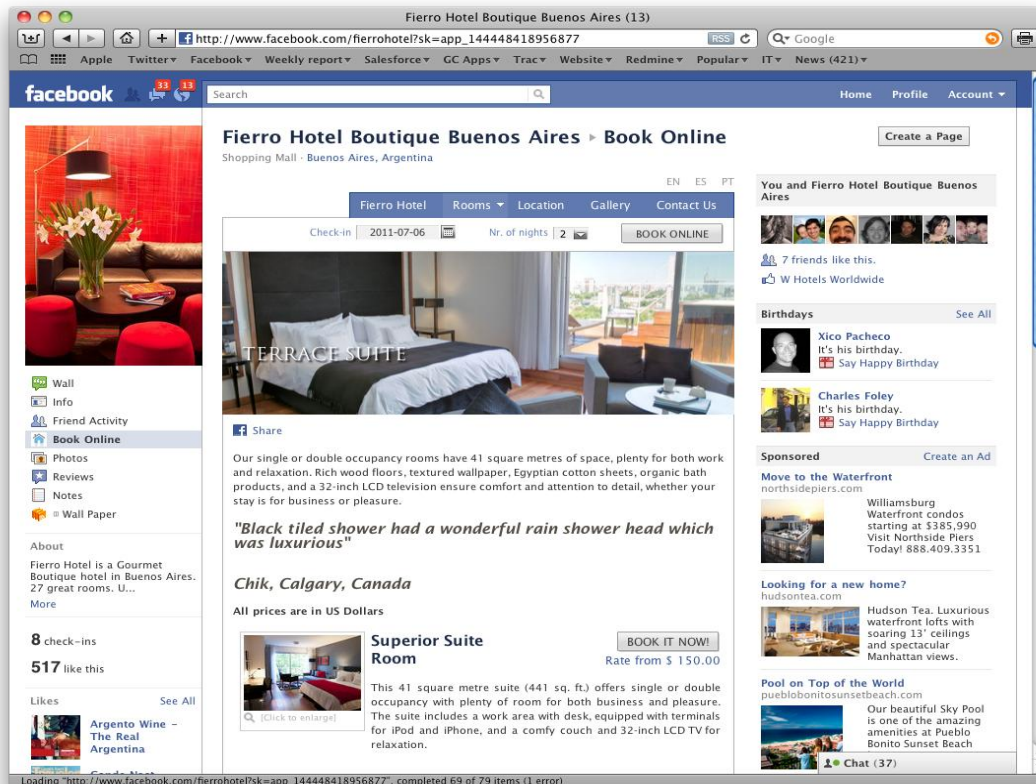 Fierro Hotel Boutique Buenos Aires (13)
http://www.facebook.com/fierrohotel?sk=app_144448418956877 RSS Google
Apple Twitter Facebook Weekly report Salesforce GC Apps Trac Website Redmine Popular IT News (421)
facebook 33 13 Search Home Profile Account
Fierro Hotel Boutique Buenos Aires Book Online
Create a Page
Shopping Mall · Buenos Aires, Argentina
EN ES PT
Fierro Hotel Rooms Location Gallery Contact Us
Check-in 2011-07-06 Nr. of nights 2 BOOK ONLINE
TERRACE SUITE
Share
Our single or double occupancy rooms have 41 square metres of space, plenty for both work
and relaxation. Rich wood floors, textured wallpaper, Egyptian cotton sheets, organic bath
products, and a 32-inch LCD television ensure comfort and attention to detail, whether your
stay is for business or pleasure.
"Black tiled shower had a wonderful rain shower head which
was luxurious"
Chik, Calgary, Canada
All prices are in US Dollars
Superior Suite
Room
BOOK IT NOW!
Rate from $ 150.00
This 41 square metre suite (441 sq. ft.) offers single or double
occupancy with plenty of room for both business and pleasure.
The suite includes a work area with desk, equipped with terminals
for iPod and iPhone, and a comfy couch and 32-inch LCD TV for
relaxation.
[Click to enlarge]
Wall
Info
Friend Activity
Book Online
Photos
Reviews
Notes
Wall Paper
About
Fierro Hotel is a Gourmet
Boutique hotel in Buenos Aires.
27 great rooms. U...
More
8 check-ins
517 like this
Likes See All
Argento Wine –
The Real
Argentina
You and Fierro Hotel Boutique Buenos
Aires
7 friends like this.
W Hotels Worldwide
Birthdays See All
Xico Pacheco
It's his birthday.
Say Happy Birthday
Charles Foley
It's his birthday.
Say Happy Birthday
Sponsored Create an Ad
Move to the Waterfront
northsidepiers.com
Williamsburg
Waterfront condos
starting at $385,990
Visit Northside Piers
Today! 888.409.3351
Looking for a new home?
hudsontea.com
Hudson Tea. Luxurious
waterfront lofts with
soaring 13' ceilings
and spectacular
Manhattan views.
Pool on Top of the World
pueblobonitosunsetbeach.com
Our beautiful Sky Pool
is one of the amazing
amenities at Pueblo
Bonito Sunset Beach
Chat (37)
Loading "http://www.facebook.com/fierrohotel?sk=app_144448418956877", completed 69 of 79 items (1 error)